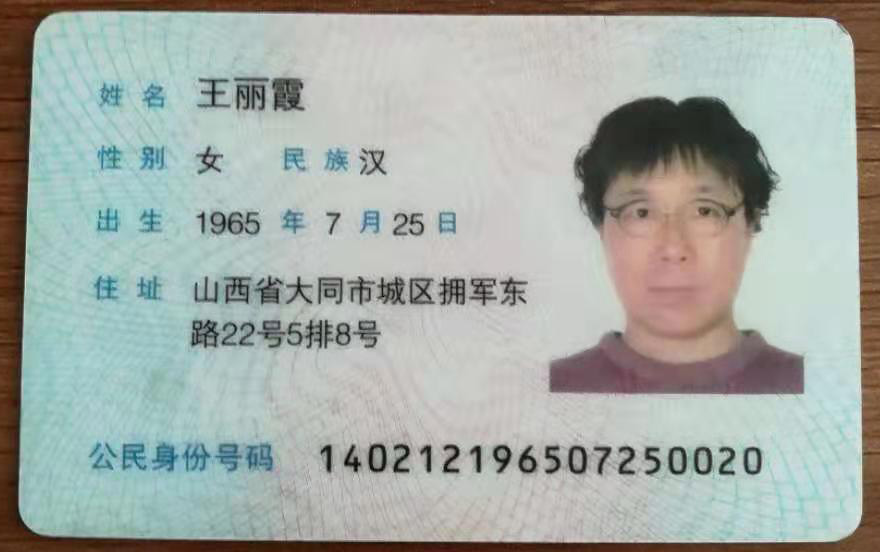 姓名 王丽霞
性别 女 民族 汉
出生 1965 年 7 月 25 日
住址 山西省大同市城区拥军东
路22号5排8号
公民身份号码 140212196507250020